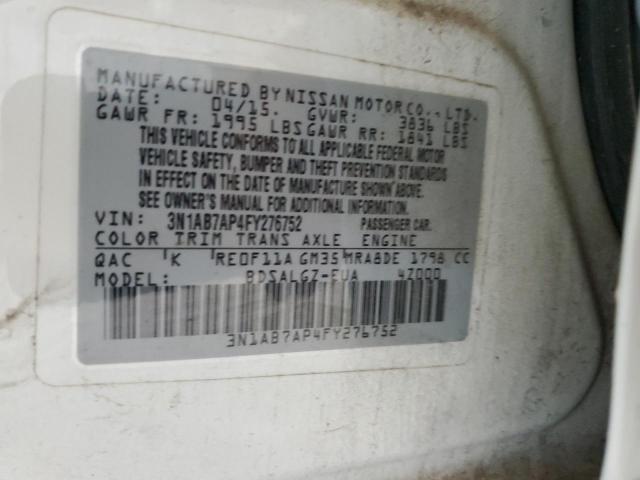 MANUFACTURED BY NISSAN MOTOR CO., LTD.
DATE: 04/15. GVWR: 3836 LBS
GAWR FR: 1995 LBS GAWR RR: 1841 LBS
THIS VEHICLE CONFORMS TO ALL APPLICABLE FEDERAL MOTOR
VEHICLE SAFETY, BUMPER AND THEFT PREVENTION STANDARDS
IN EFFECT ON THE DATE OF MANUFACTURE SHOWN ABOVE.
SEE OWNER'S MANUAL FOR ADDITIONAL INFORMATION
VIN: 3N1AB7AP4FY276752 PASSENGER CAR.
COLOR TRIM TRANS AXLE ENGINE
QAC K RE0F11A GM35 MRA8DE 1798 CC
MODEL: BDSALGZ-EUA 4Z000
3N1AB7AP4FY276752